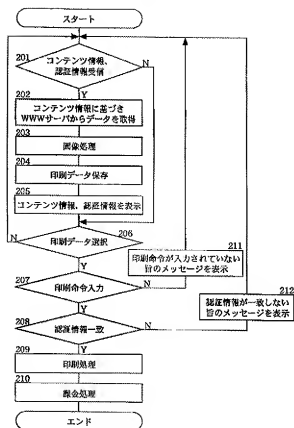 スタート
201
コンテンツ情報、
認証情報受信
N
Y
202
コンテンツ情報に基づき
WWWサーバからデータを取得
203
画像処理
204
印刷データ保存
205
コンテンツ情報、認証情報を表示
206
印刷データ選択
N
Y
211
印刷命令が入力されていない
旨のメッセージを表示
207
印刷命令入力
N
Y
212
認証情報が一致しない
旨のメッセージを表示
208
認証情報一致
N
Y
209
印刷処理
210
課金処理
エンド